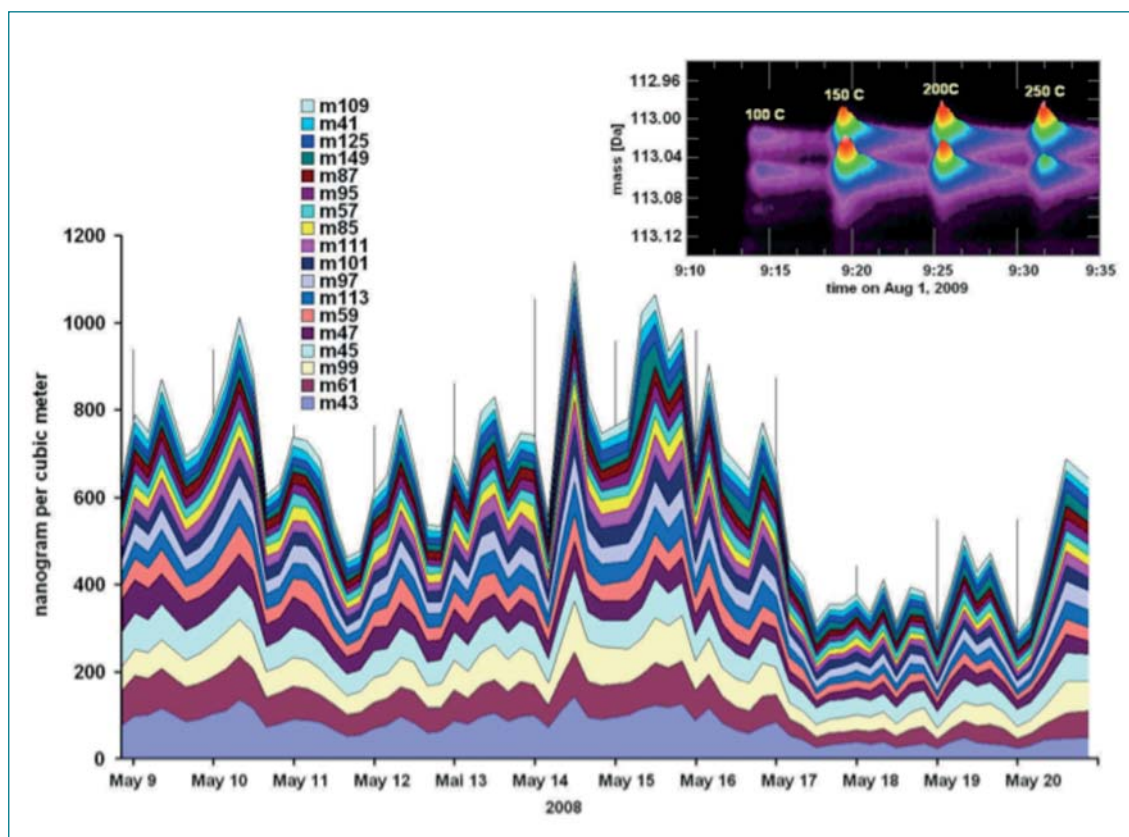 m109
m41
m125
m149
m87
m95
m57
m85
m111
m101
m97
m113
m59
m47
m45
m99
m61
m43
112.96
113.00
113.04
113.08
113.12
mass [Da]
100 C
150 C
200C
250 C
9:10 9:15 9:20 9:25 9:30 9:35
time on Aug 1, 2009
1200
1000
800
600
400
200
0
nanogram per cubic meter
May 9 May 10 May 11 May 12 Mai 13 May 14 May 15 May 16 May 17 May 18 May 19 May 20
2008